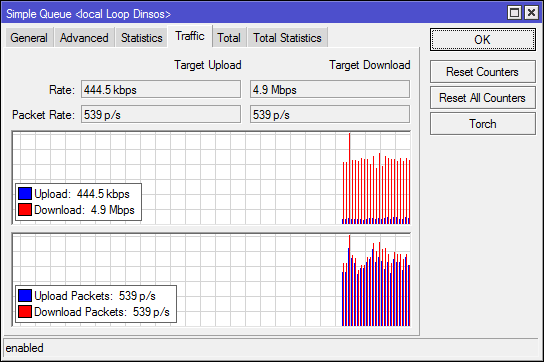 Simple Queue <local Loop Dinsos>
General Advanced Statistics Traffic Total Total Statistics
OK
Reset Counters
Reset All Counters
Torch
Target Upload Target Download
Rate: 444.5 kbps 4.9 Mbps
Packet Rate: 539 p/s 539 p/s
Upload: 444.5 kbps
Download: 4.9 Mbps
Upload Packets: 539 p/s
Download Packets: 539 p/s
enabled